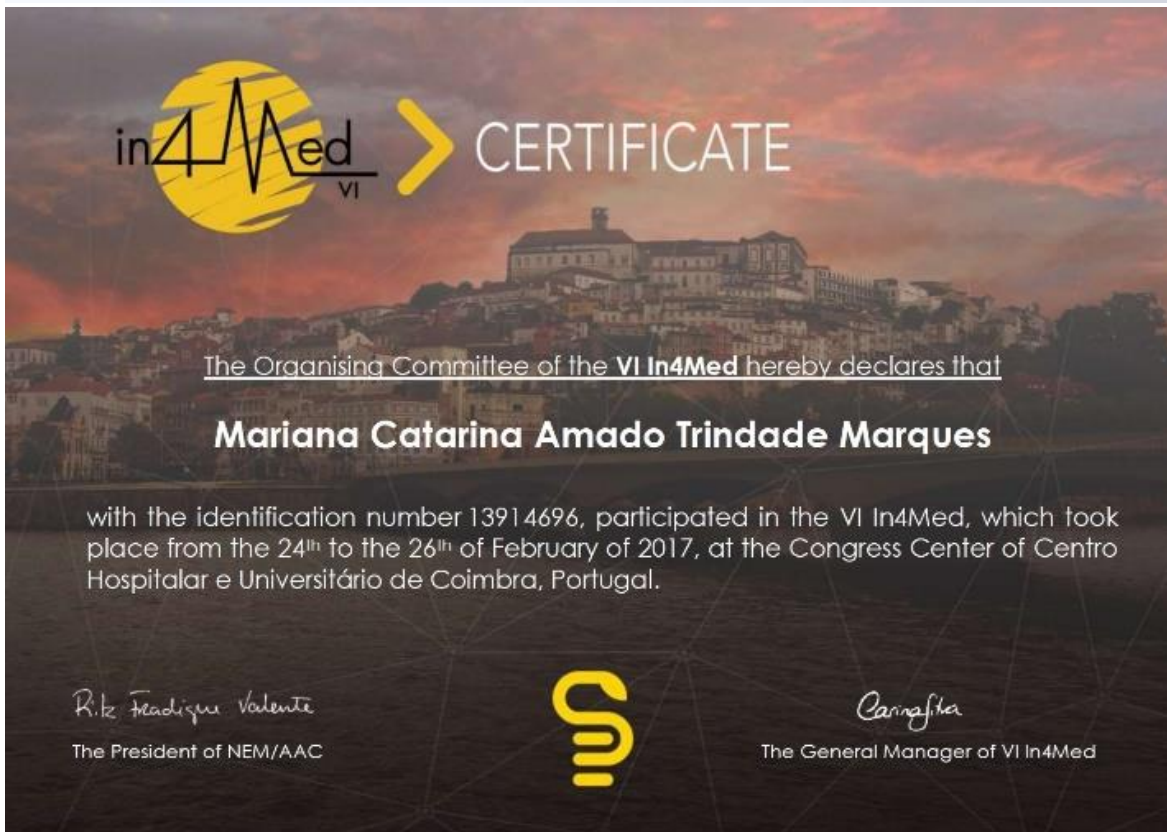 in4Med
VI
CERTIFICATE
The Organising Committee of the VI In4Med hereby declares that
Mariana Catarina Amado Trindade Marques
with the identification number 13914696, participated in the VI In4Med, which took
place from the 24th to the 26th of February of 2017, at the Congress Center of Centro
Hospitalar e Universitário de Coimbra, Portugal.
Rita Fradique Valente
The President of NEM/AAC
The General Manager of VI In4Med